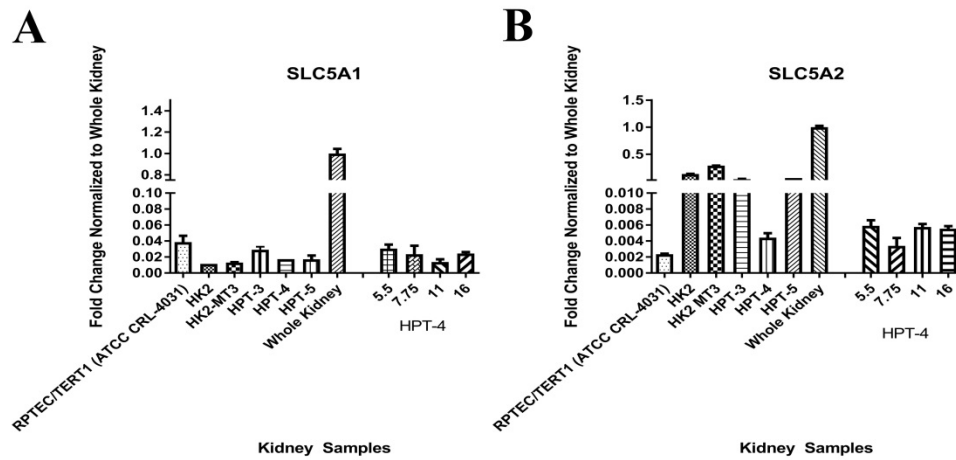 A
SLC5A1
Fold Change Normalized to Whole Kidney
1.4
1.2
1.0
0.8
0.6
0.10
0.08
0.06
0.04
0.02
0.00
RPTEC/TERT1 (ATCC CRL-4031)
HK2
HK2-MT3
HPT-3
HPT-4
HPT-5
Whole Kidney
5.5
7.75
11
16
HPT-4
Kidney Samples
B
SLC5A2
Fold Change Normalized to Whole Kidney
1.5
1.0
0.5
0.010
0.008
0.006
0.004
0.002
0.000
RPTEC/TERT1 (ATCC CRL-4031)
HK2
HK2 MT3
HPT-3
HPT-4
HPT-5
Whole Kidney
5.5
7.75
11
16
HPT-4
Kidney Samples